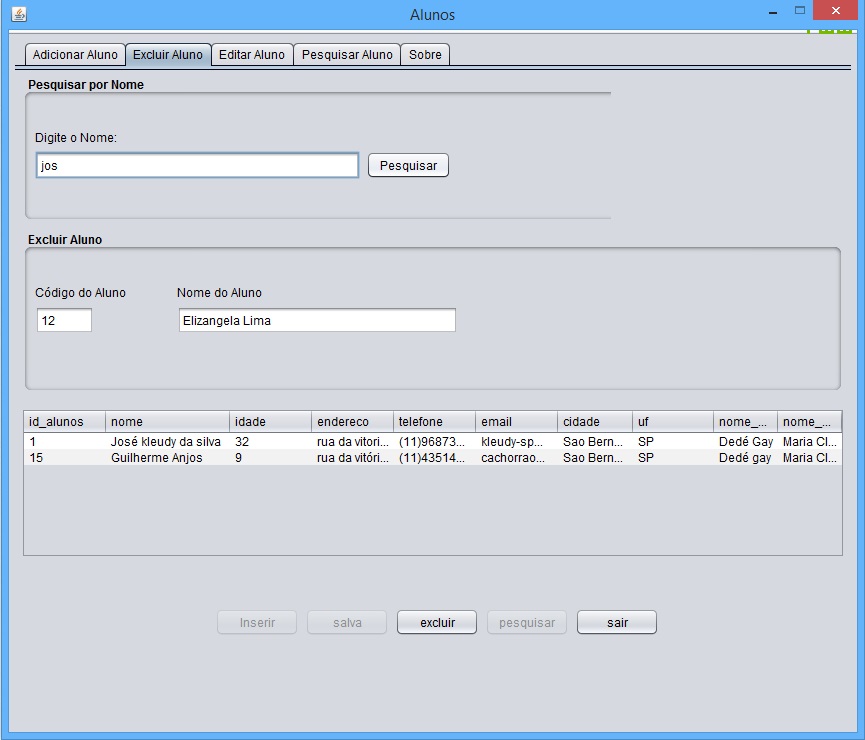 Alunos
Adicionar Aluno Excluir Aluno Editar Aluno Pesquisar Aluno Sobre
Pesquisar por Nome
Digite o Nome:
jos Pesquisar
Excluir Aluno
Código do Aluno Nome do Aluno
12 Elizangela Lima
id_alunos nome idade endereco telefone email cidade uf nome_... nome_...
1 José kleudy da silva 32 rua da vitori... (11)96873... kleudy-sp... Sao Bern... SP Dedé Gay Maria Cl...
15 Guilherme Anjos 9 rua da vitóri... (11)43514... cachorrao... Sao Bern... SP Dedé gay Maria Cl...
Inserir salva excluir pesquisar sair